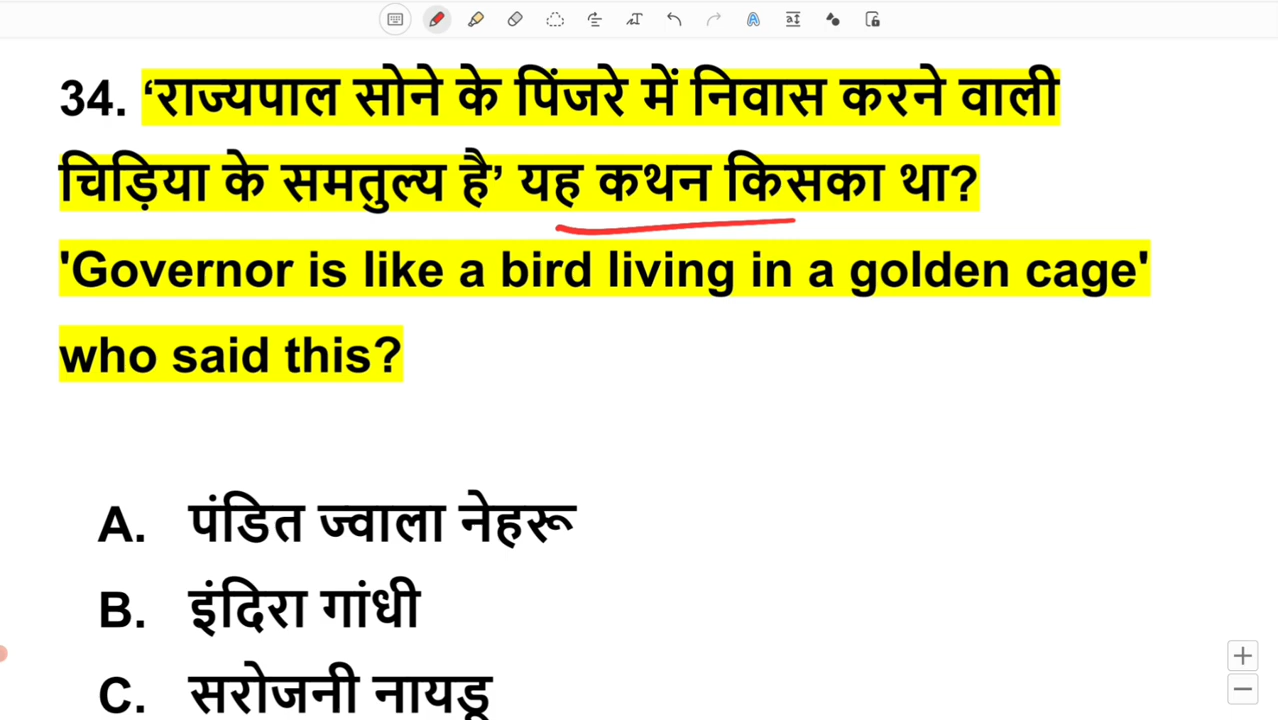 34. ‘राज्यपाल सोने के पिंजरे में निवास करने वाली
चिड़िया के समतुल्य है’ यह कथन किसका था?
'Governor is like a bird living in a golden cage'
who said this?
A. पंडित ज्वाला नेहरू
B. इंदिरा गांधी
C. सरोजनी नायडू